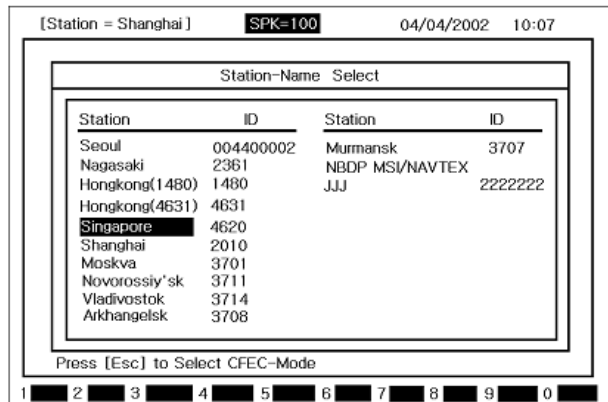 [Station = Shanghai] SPK=100 04/04/2002 10:07
Station-Name Select
Station ID Station ID
Seoul 004400002 Murmansk 3707
Nagasaki 2361 NBDP MSI/NAVTEX
Hongkong(1480) 1480 JJJ 2222222
Hongkong(4631) 4631
Singapore 4620
Shanghai 2010
Moskva 3701
Novorossiy'sk 3711
Vladivostok 3714
Arkhangelsk 3708
Press [Esc] to Select CFEC-Mode
1 2 3 4 5 6 7 8 9 0